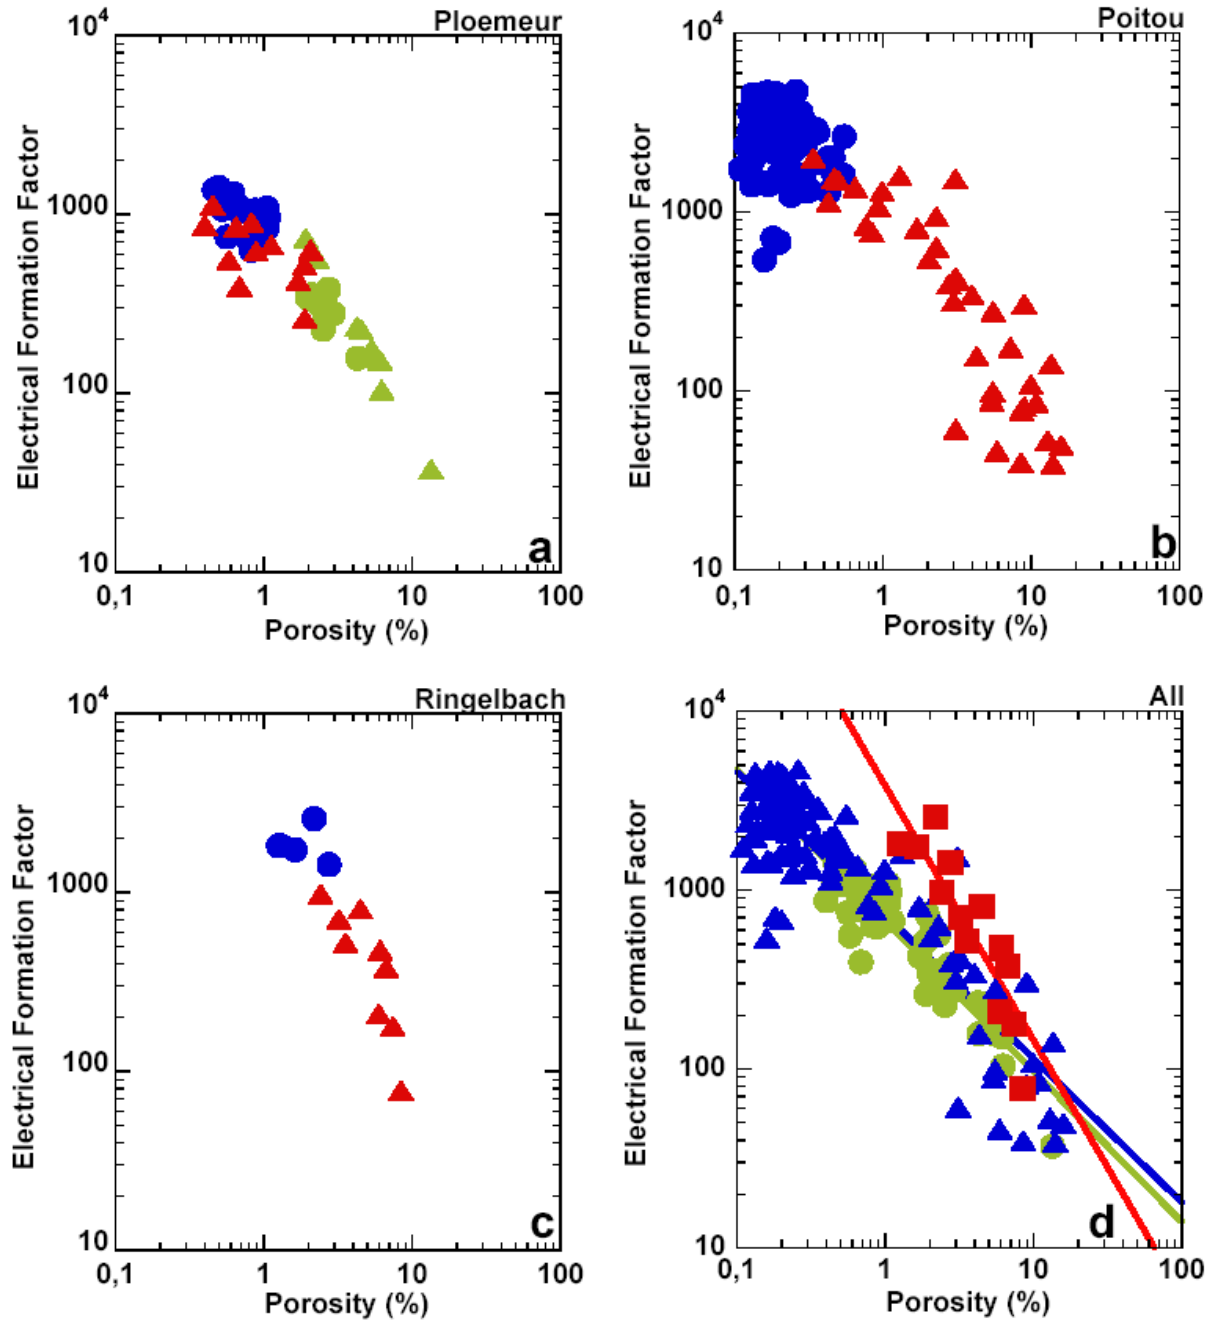 Ploemeur
10⁴
1000
100
10
Electrical Formation Factor
a
0,1 1 10 100
Porosity (%)
Poitou
10⁴
1000
100
10
Electrical Formation Factor
b
0,1 1 10 100
Porosity (%)
Ringelbach
10⁴
1000
100
10
Electrical Formation Factor
c
0,1 1 10 100
Porosity (%)
All
10⁴
1000
100
10
Electrical Formation Factor
d
0,1 1 10 100
Porosity (%)